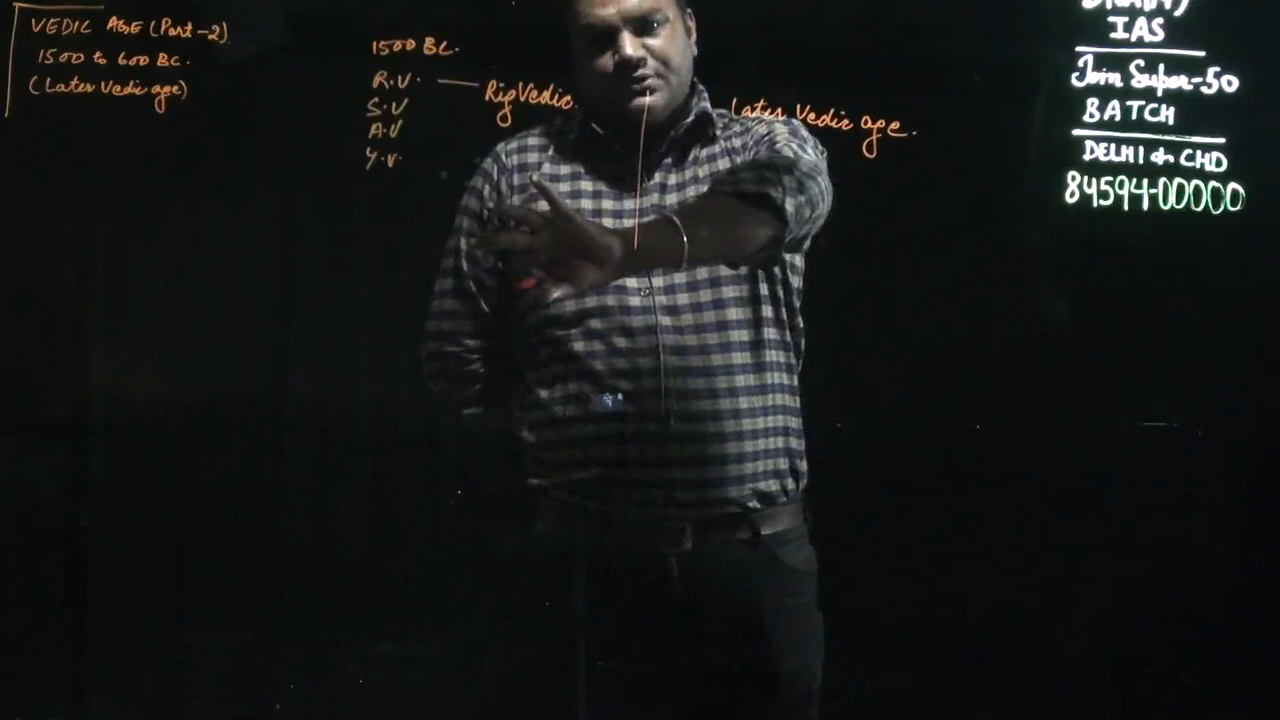 VEDIC AGE (Part-2)
1500 to 600 BC.
(Later Vedic age)
1500 BC.
R.V. — RigVedic.
S.V
A.V
Y.V.
Later Vedic age.
IAS
Join Super-50
BATCH
DELHI & CHD
84594-00000